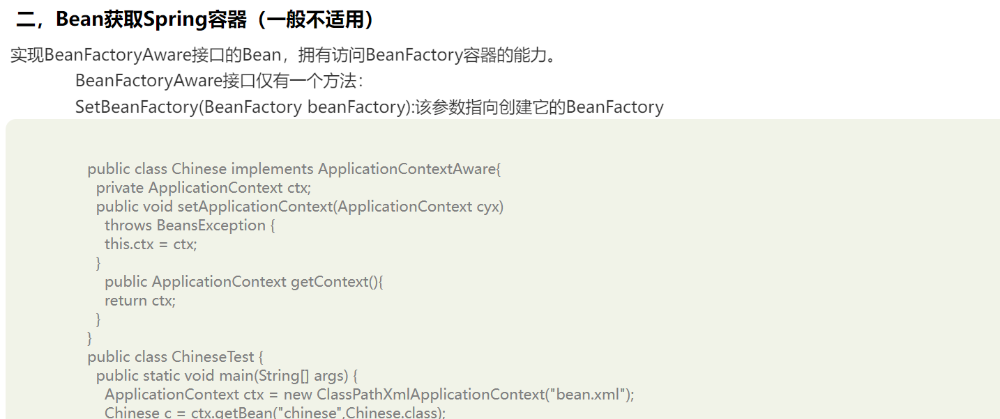 二，Bean获取Spring容器（一般不适用）
实现BeanFactoryAware接口的Bean，拥有访问BeanFactory容器的能力。
BeanFactoryAware接口仅有一个方法：
SetBeanFactory(BeanFactory beanFactory):该参数指向创建它的BeanFactory
public class Chinese implements ApplicationContextAware{
private ApplicationContext ctx;
public void setApplicationContext(ApplicationContext cyx)
throws BeansException {
this.ctx = ctx;
}
public ApplicationContext getContext(){
return ctx;
}
}
public class ChineseTest {
public static void main(String[] args) {
ApplicationContext ctx = new ClassPathXmlApplicationContext("bean.xml");
Chinese c = ctx.getBean("chinese",Chinese.class);